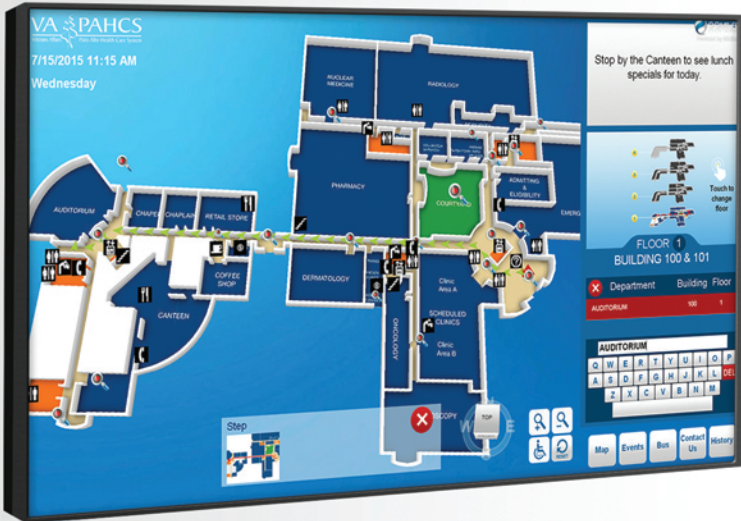 VA PAHCS
Palo Alto Health Care System
7/15/2015 11:15 AM
Wednesday
NUCLEAR
MEDICINE
RADIOLOGY
PHARMACY
COURTYARD
ADMITTING
&
ELIGIBILITY
AUDITORIUM
CHAPEL
CHAPLAIN
RETAIL STORE
COFFEE
SHOP
CANTEEN
DERMATOLOGY
ONCOLOGY
Clinic
Area A
SCHEDULED
CLINICS
Clinic
Area B
Step
TOP
W
E
RESET
Stop by the Canteen to see lunch
specials for today.
Touch to
change
floor
FLOOR 1
BUILDING 100 & 101
Department Building Floor
AUDITORIUM 100 1
AUDITORIUM
Q W E R T Y U I O P
A S D F G H J K L DEL
Z X C V B N M
Map Events Bus Contact Us History